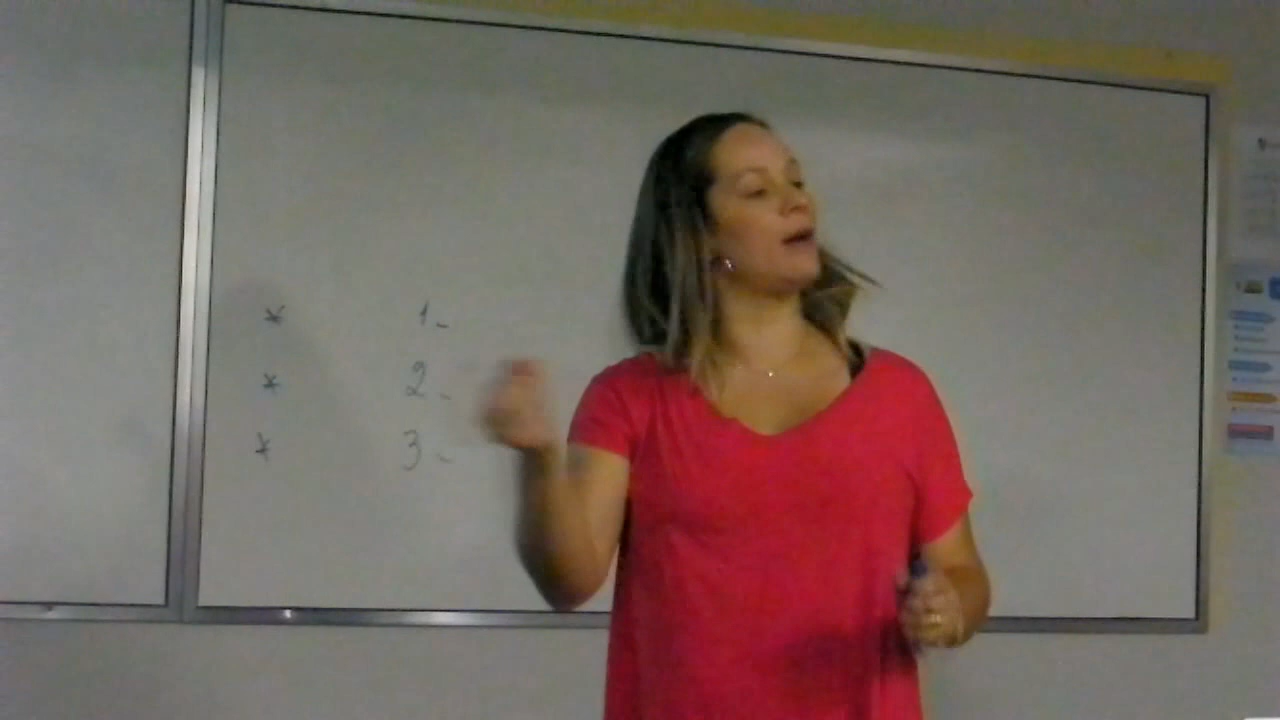 * 1-
* 2-
* 3-